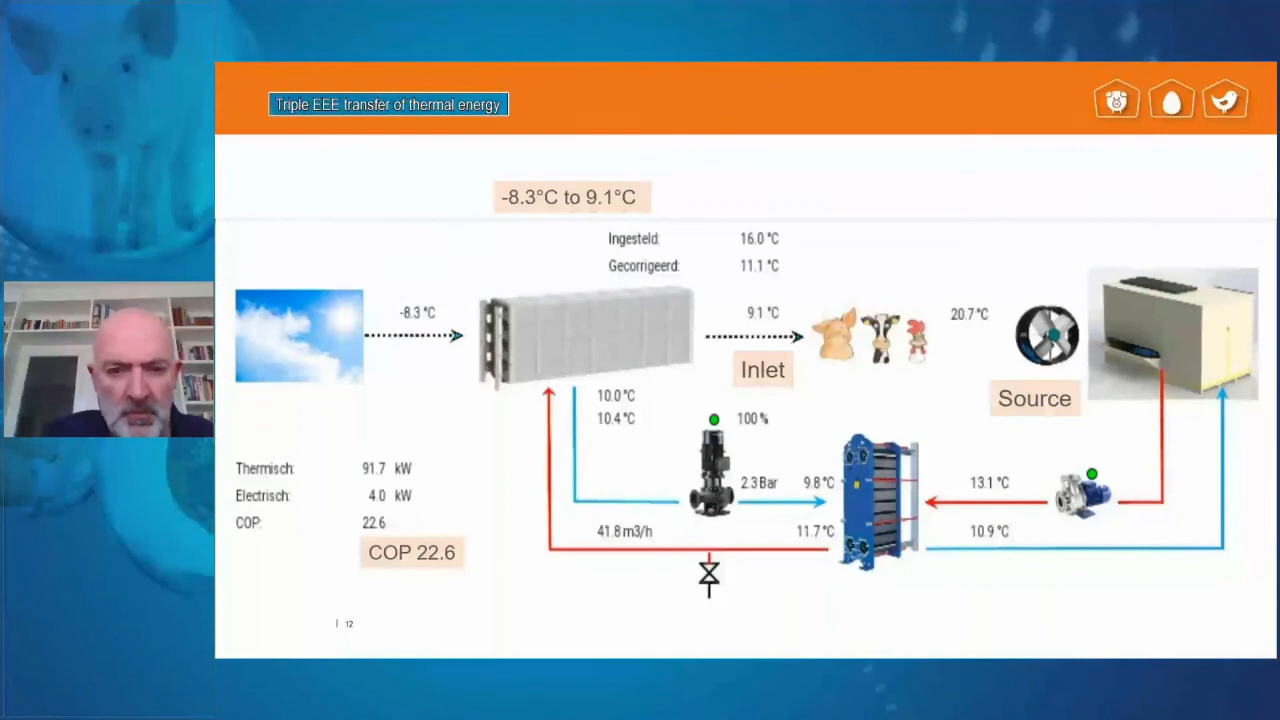 Triple EEE transfer of thermal energy
-8.3°C to 9.1°C
Ingesteld: 16.0 °C
Gecorrigeerd: 11.1 °C
-8.3 °C
9.1 °C
20.7 °C
Inlet
Source
10.0 °C
10.4 °C
100 %
Thermisch: 91.7 kW
Electrisch: 4.0 kW
COP: 22.6
COP 22.6
2.3 Bar
9.8 °C
13.1 °C
41.8 m3/h
11.7 °C
10.9 °C
| 12